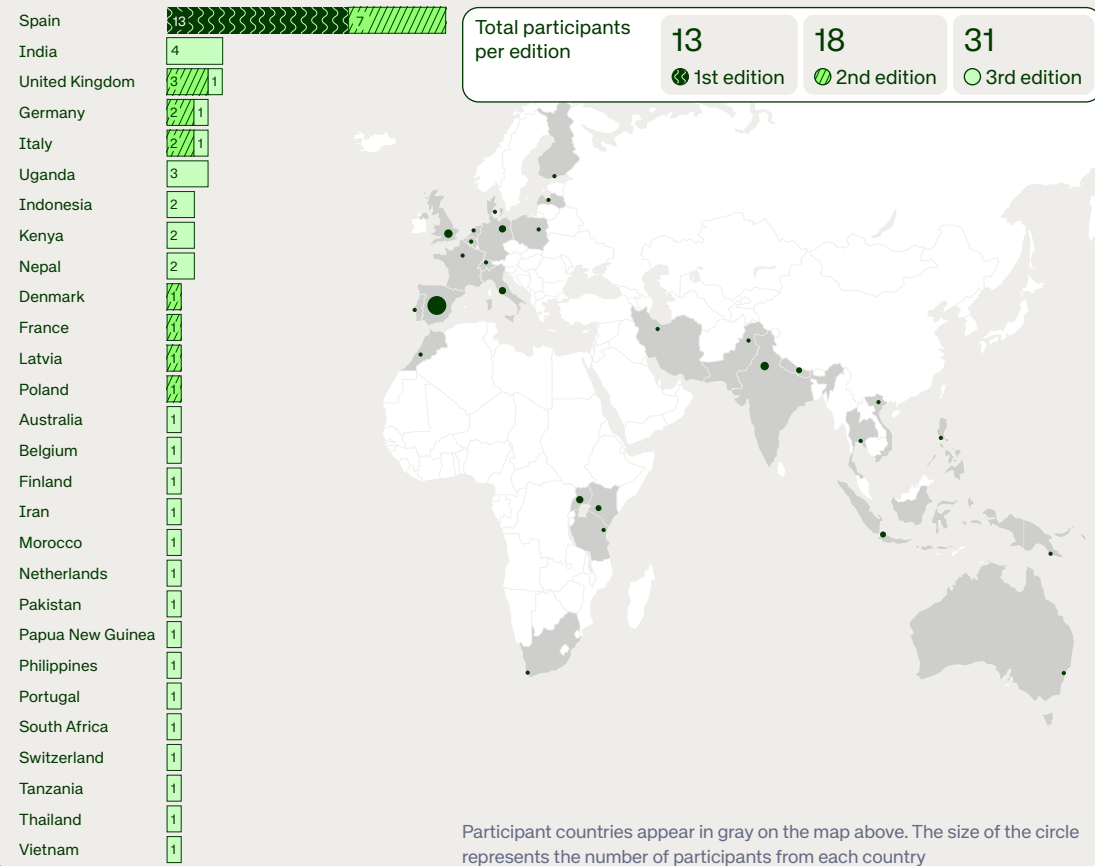 Spain 13 7
India 4
United Kingdom 3 1
Germany 2 1
Italy 2 1
Uganda 3
Indonesia 2
Kenya 2
Nepal 2
Denmark 1
France 1
Latvia 1
Poland 1
Australia 1
Belgium 1
Finland 1
Iran 1
Morocco 1
Netherlands 1
Pakistan 1
Papua New Guinea 1
Philippines 1
Portugal 1
South Africa 1
Switzerland 1
Tanzania 1
Thailand 1
Vietnam 1
Total participants
per edition
13
1st edition
18
2nd edition
31
3rd edition
Participant countries appear in gray on the map above. The size of the circle
represents the number of participants from each country